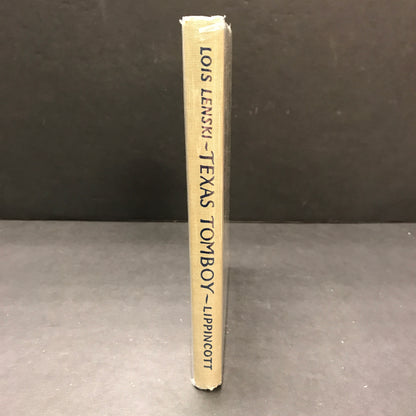 LOIS LENSKI ~ TEXAS TOMBOY ~ LIPPINCOTT